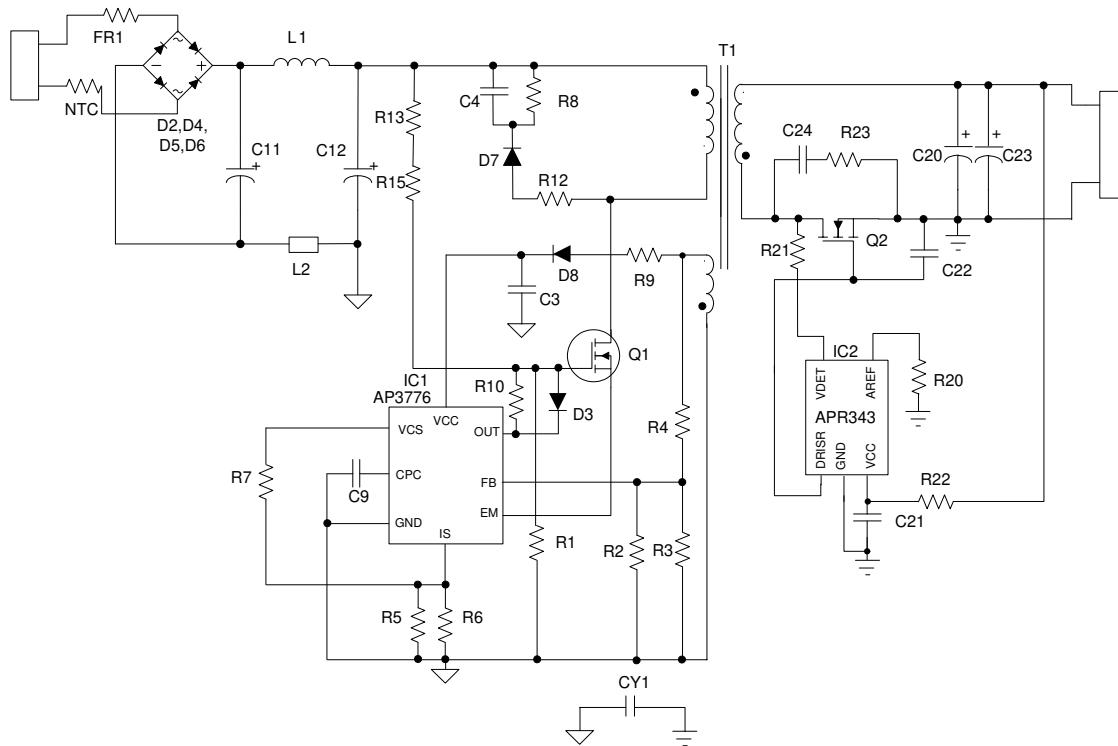 FR1
L1
T1
NTC
D2,D4,
D5,D6
C11
+
C12
+
R13
R15
C4
R8
D7
R12
C24
R23
C20
+
C23
+
Q2
R21
C22
L2
D8
R9
C3
Q1
IC1
AP3776
R10
D3
R4
IC2
VDET
AREF
APR343
DRISR
GND
VCC
R20
R22
C21
VCC
VCS
OUT
CPC
FB
GND
EM
IS
R7
C9
R1
R2
R3
R5
R6
CY1